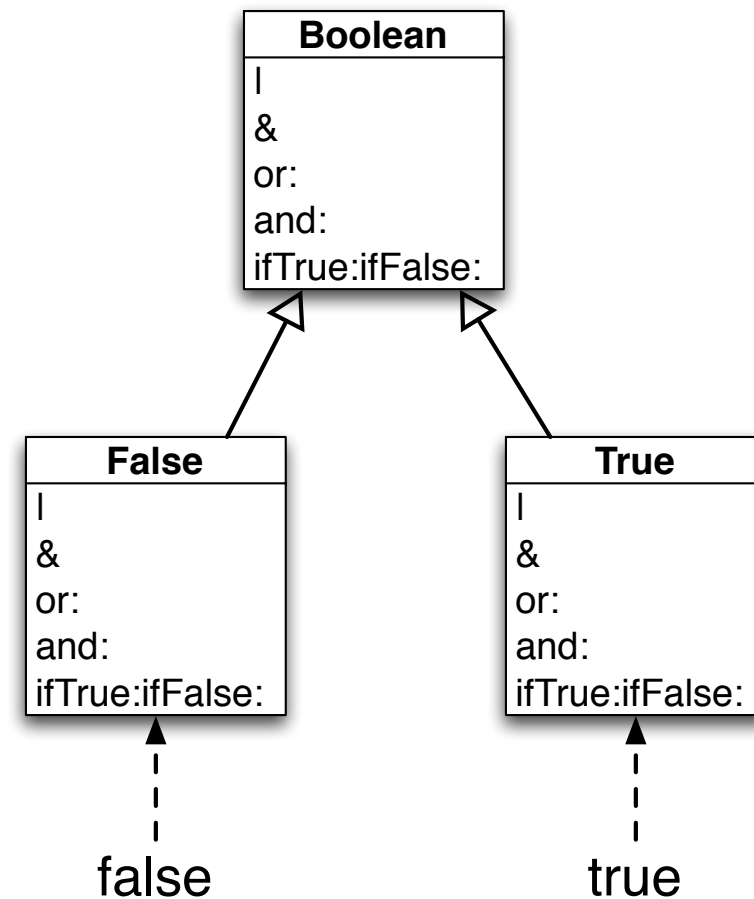 Boolean
|
&
or:
and:
ifTrue:ifFalse:
False
|
&
or:
and:
ifTrue:ifFalse:
True
|
&
or:
and:
ifTrue:ifFalse:
false
true